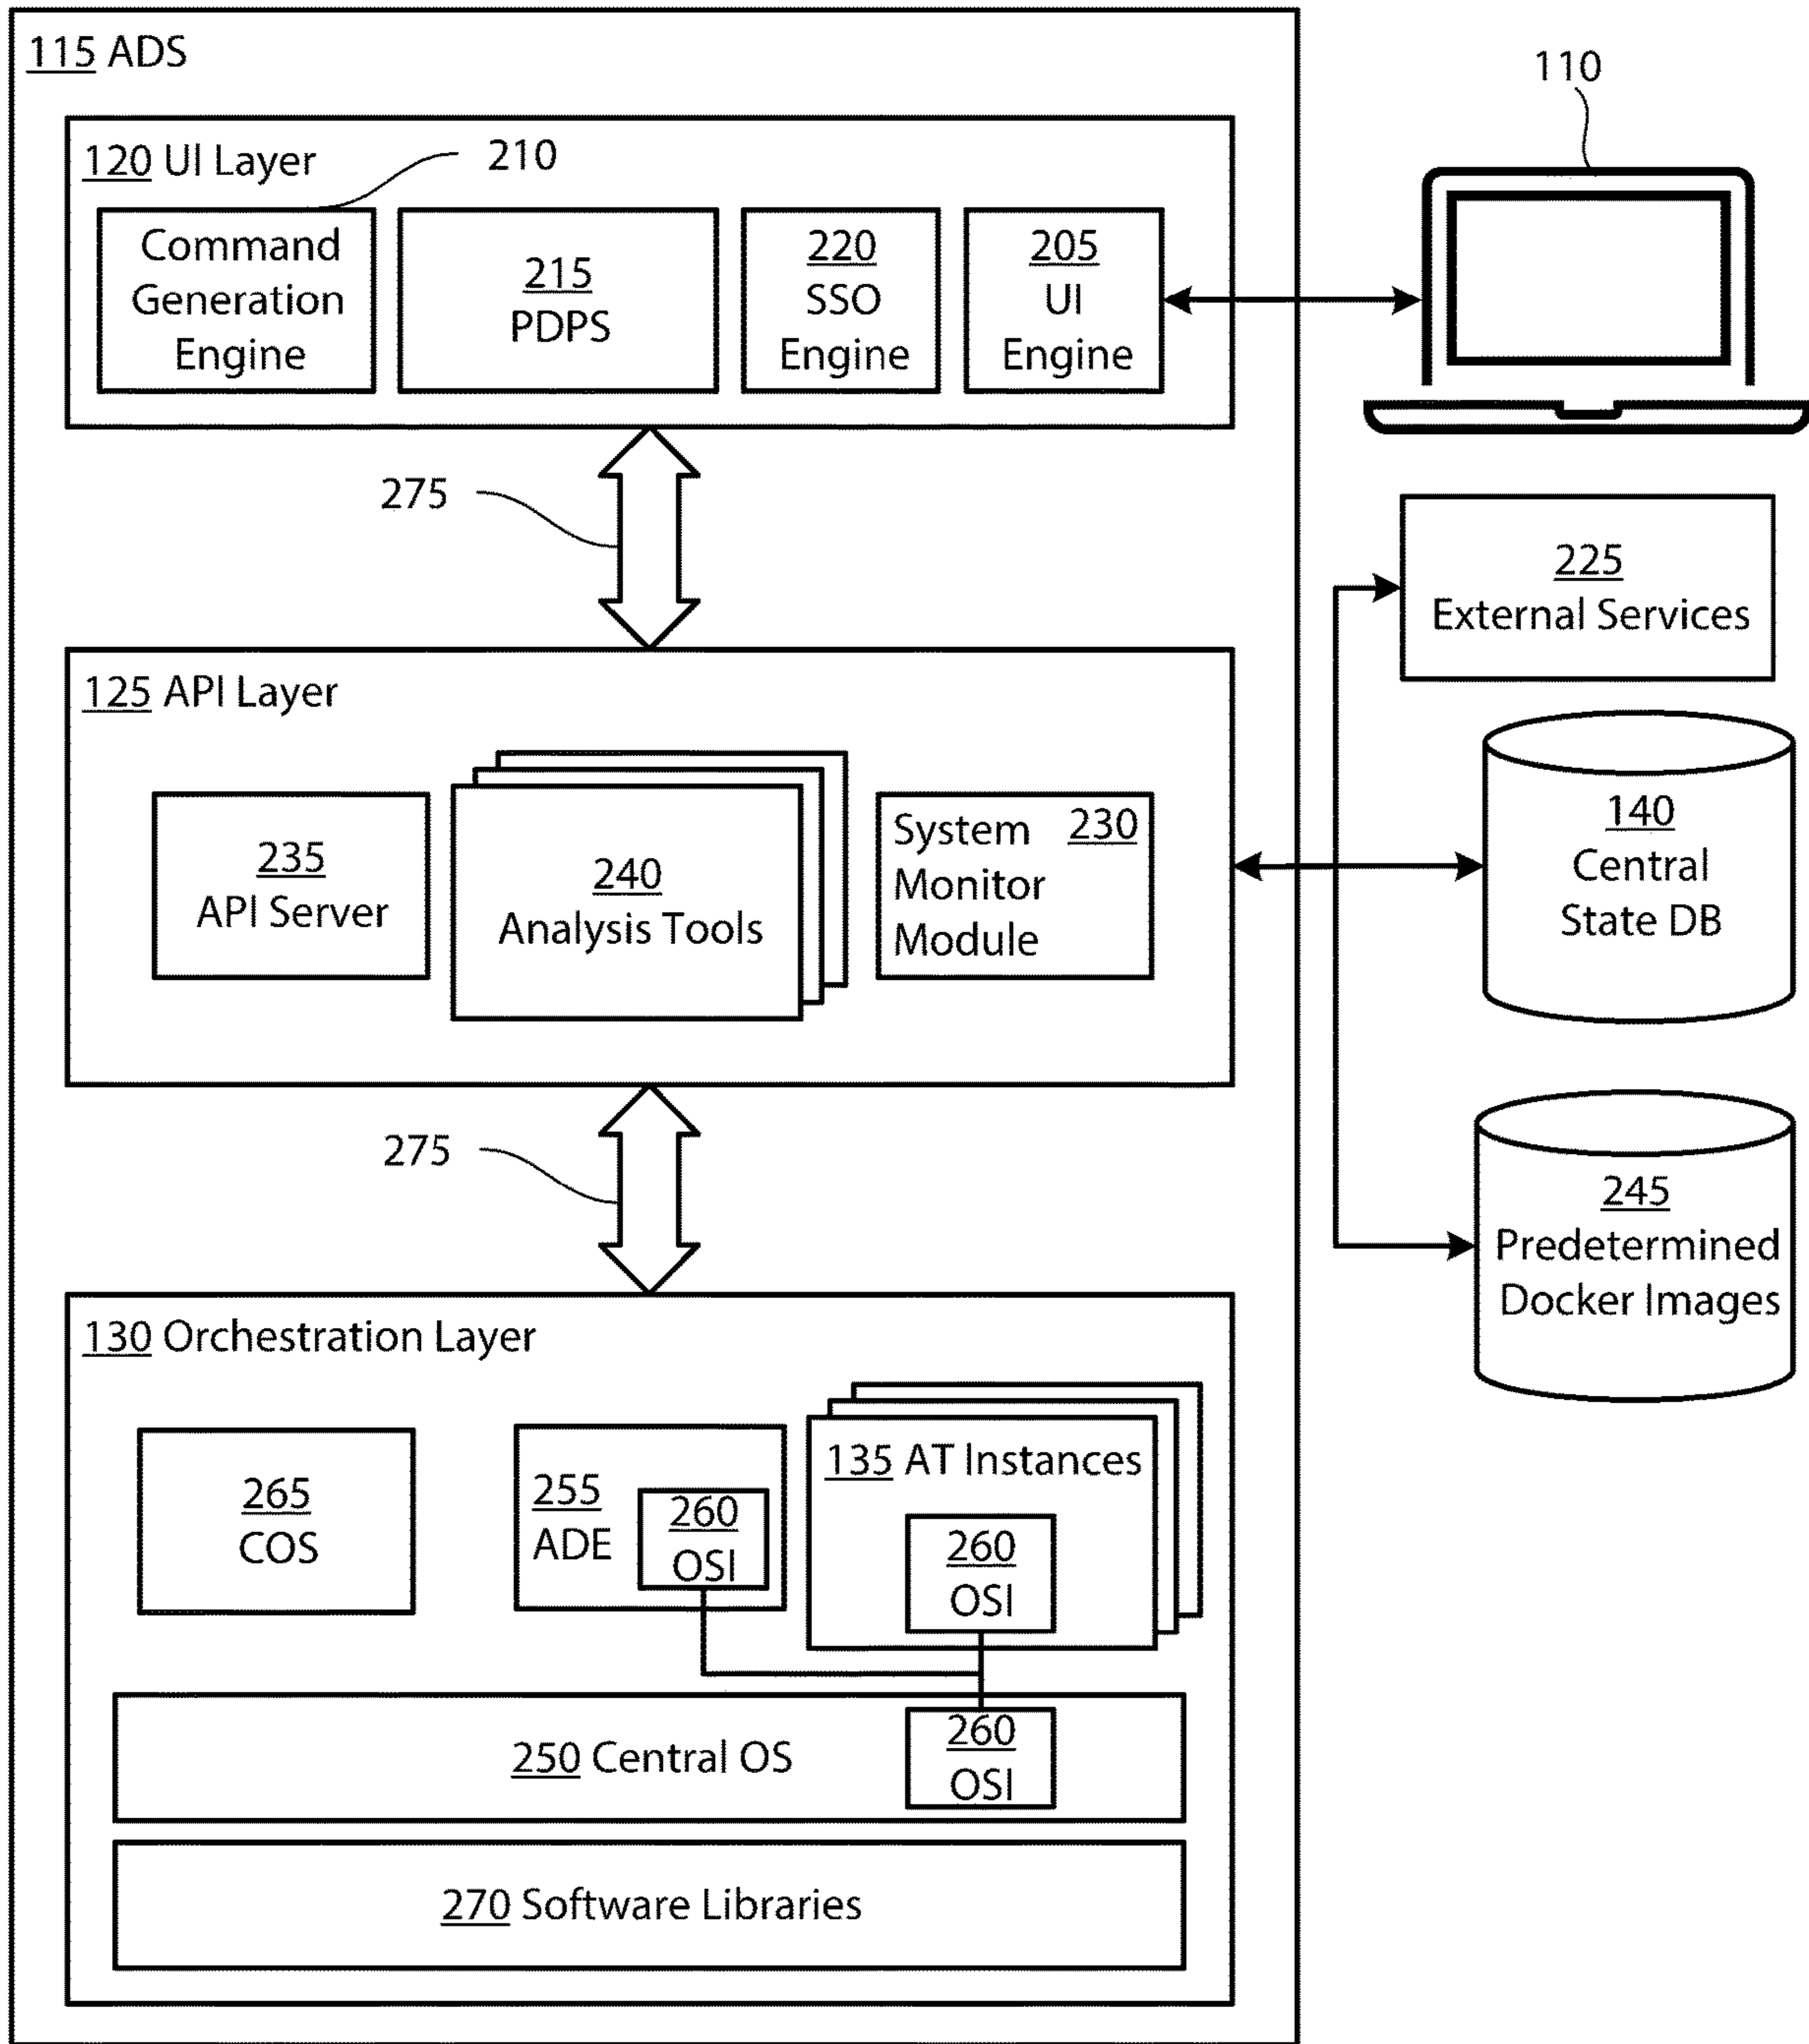 115 ADS
110
120 UI Layer
210
Command
Generation
Engine
215
PDPS
220
SSO
Engine
205
UI
Engine
275
225
External Services
125 API Layer
235
API Server
240
Analysis Tools
System 230
Monitor
Module
140
Central
State DB
275
245
Predetermined
Docker Images
130 Orchestration Layer
265
COS
255
ADE
260
OSI
135 AT Instances
260
OSI
250 Central OS
260
OSI
270 Software Libraries